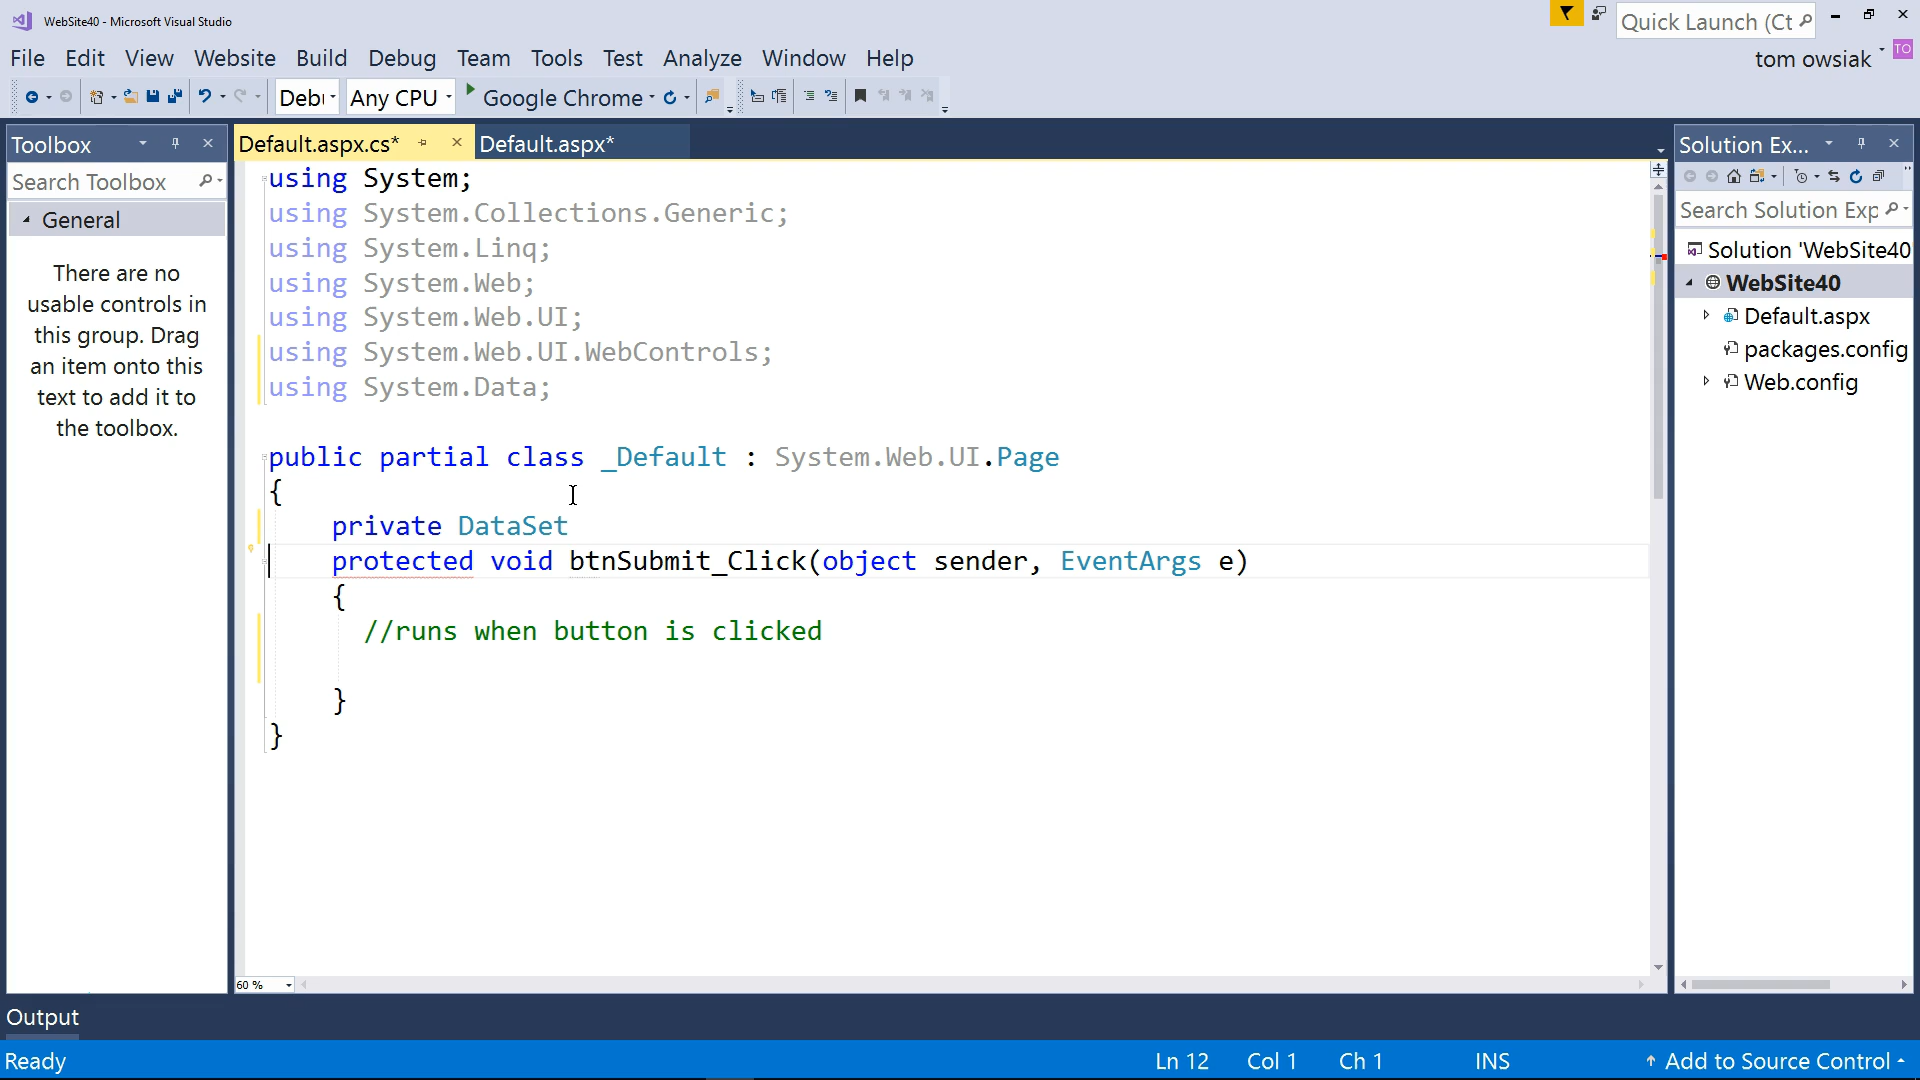 WebSite40 - Microsoft Visual Studio
Quick Launch (Ct
File Edit View Website Build Debug Team Tools Test Analyze Window Help
tom owsiak TO
Debu Any CPU Google Chrome
Toolbox
Default.aspx.cs* Default.aspx*
Solution Ex...
Search Toolbox
General
There are no
usable controls in
this group. Drag
an item onto this
text to add it to
the toolbox.
using System;
using System.Collections.Generic;
using System.Linq;
using System.Web;
using System.Web.UI;
using System.Web.UI.WebControls;
using System.Data;
public partial class _Default : System.Web.UI.Page
{
private DataSet
protected void btnSubmit_Click(object sender, EventArgs e)
{
//runs when button is clicked
}
}
Search Solution Exp
Solution 'WebSite40
WebSite40
Default.aspx
packages.config
Web.config
60 %
Output
Ready
Ln 12 Col 1 Ch 1 INS
Add to Source Control